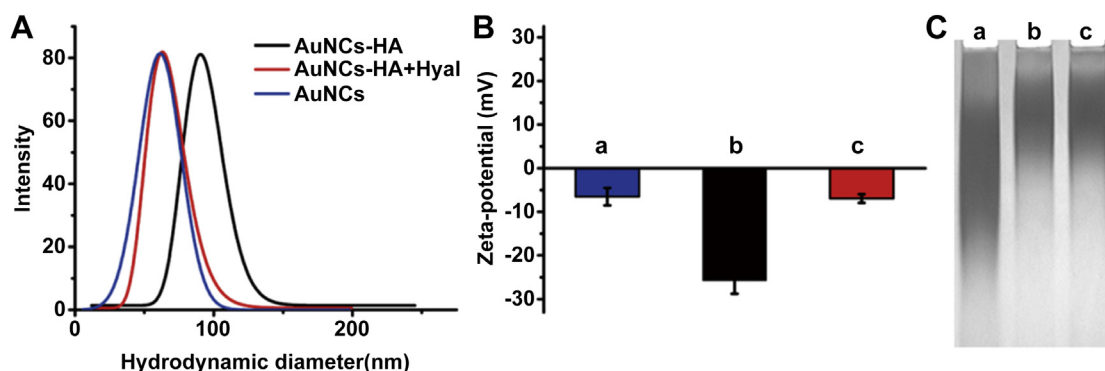 A
Intensity
80
60
40
20
0
0
100
200
Hydrodynamic diameter(nm)
AuNCs-HA
AuNCs-HA+Hyal
AuNCs
B
Zeta-potential (mV)
30
20
10
0
-10
-20
-30
a
b
c
C
a
b
c